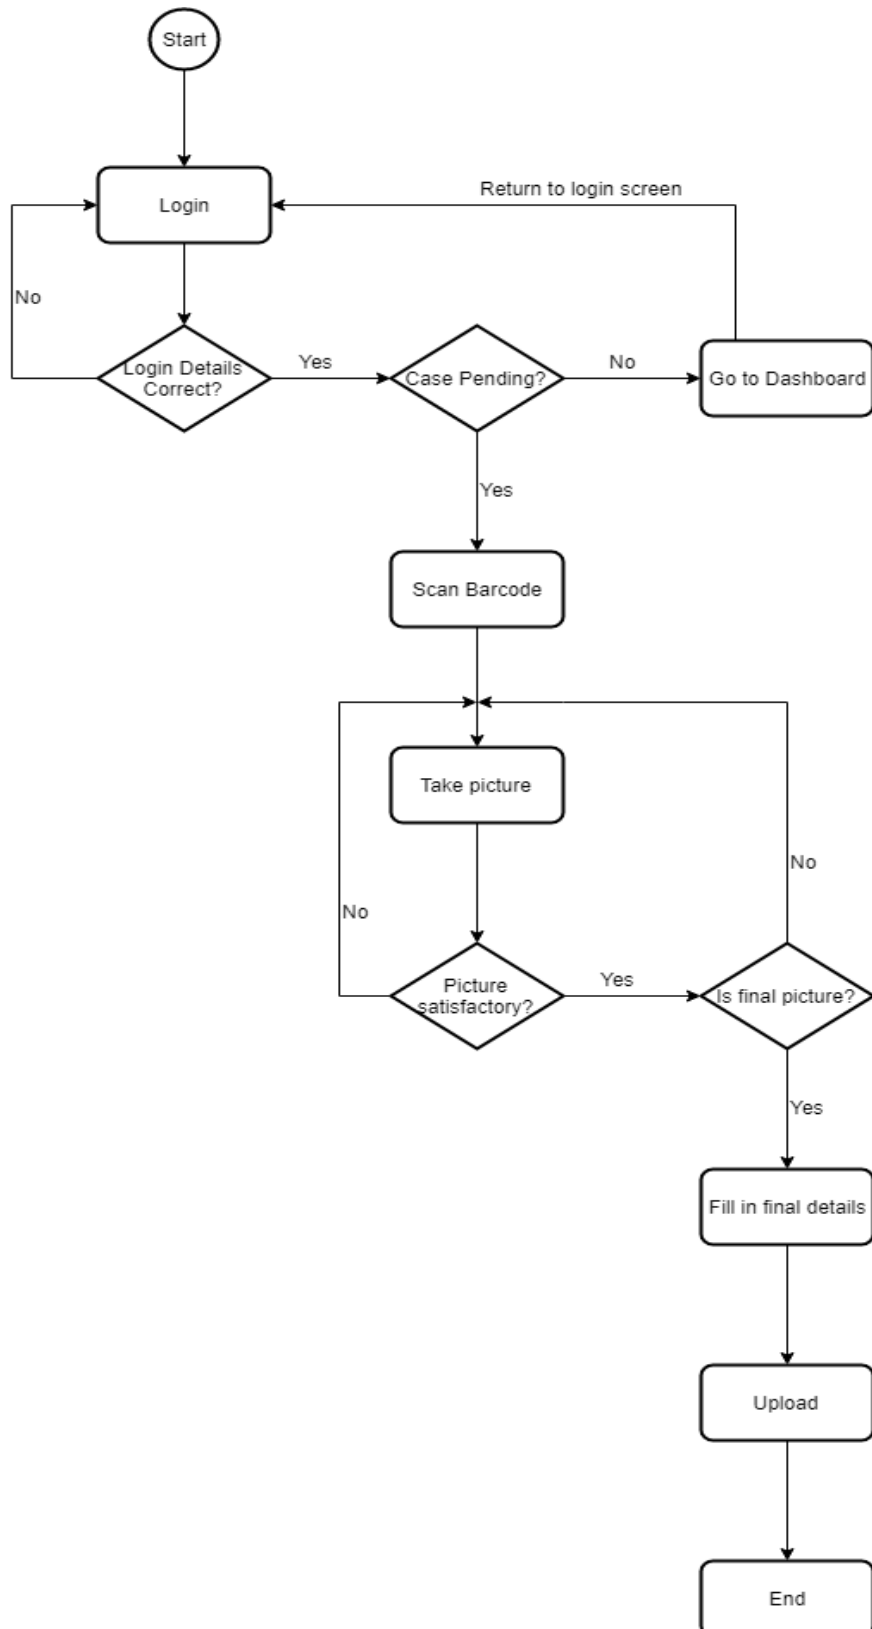 Start
Return to login screen
Login
No
Login Details
Correct?
Yes
Case Pending?
No
Go to Dashboard
Yes
Scan Barcode
Take picture
No
No
Picture
satisfactory?
Yes
Is final picture?
Yes
Fill in final details
Upload
End